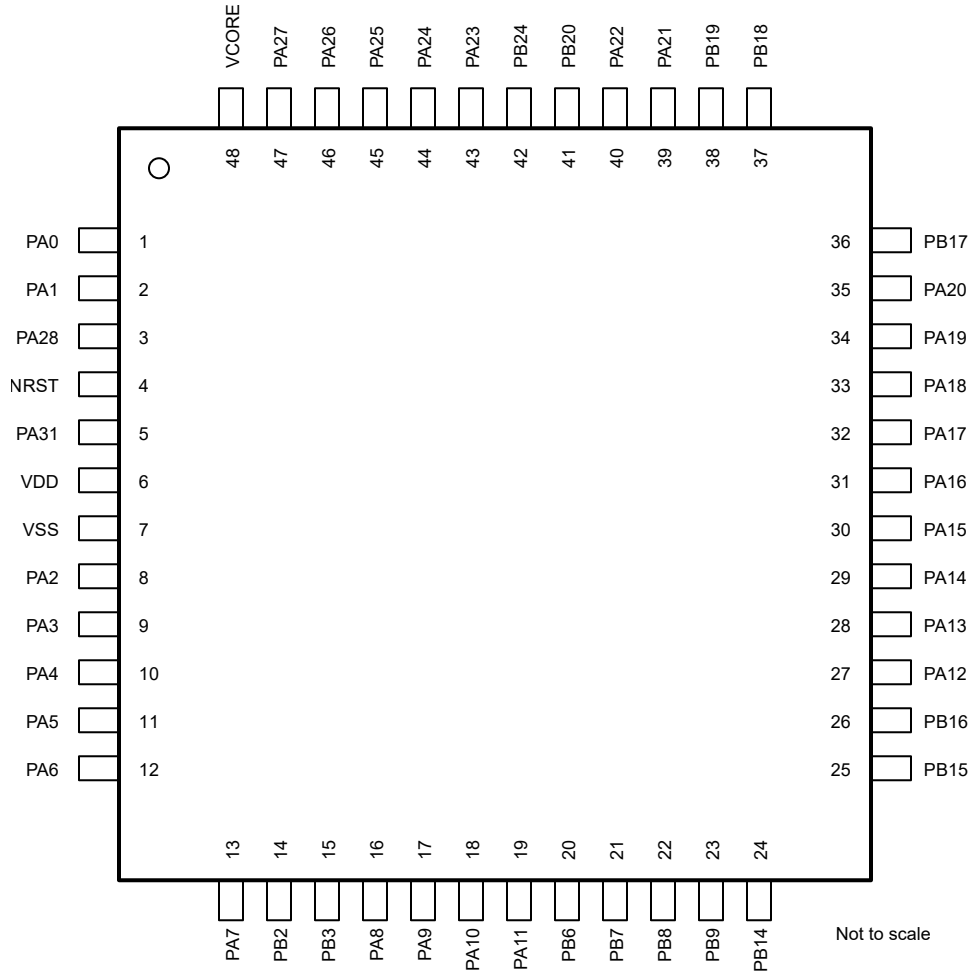 VCORE PA27 PA26 PA25 PA24 PA23 PB24 PB20 PA22 PA21 PB19 PB18
48 47 46 45 44 43 42 41 40 39 38 37
PA0 1 36 PB17
PA1 2 35 PA20
PA28 3 34 PA19
NRST 4 33 PA18
PA31 5 32 PA17
VDD 6 31 PA16
VSS 7 30 PA15
PA2 8 29 PA14
PA3 9 28 PA13
PA4 10 27 PA12
PA5 11 26 PB16
PA6 12 25 PB15
13 14 15 16 17 18 19 20 21 22 23 24
PA7 PB2 PB3 PA8 PA9 PA10 PA11 PB6 PB7 PB8 PB9 PB14
Not to scale